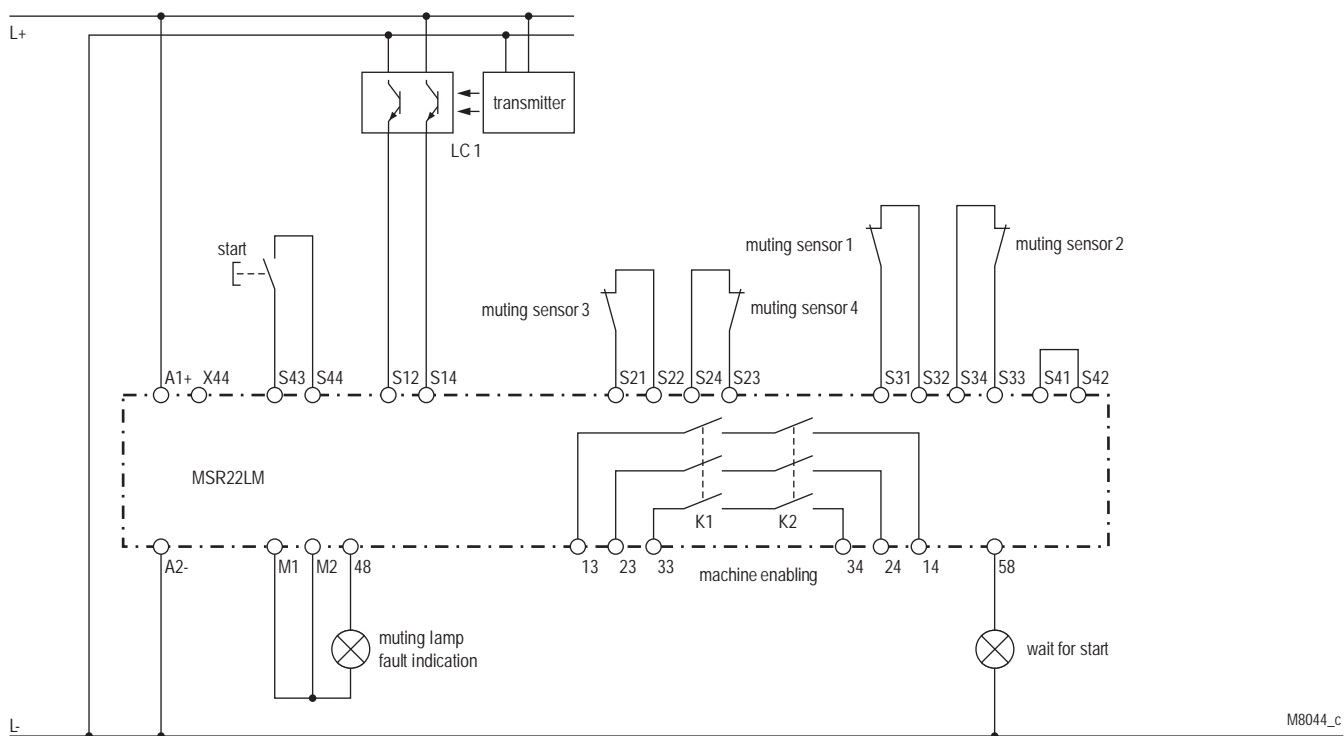 L+
transmitter
LC 1
start
muting sensor 1
muting sensor 2
muting sensor 3
muting sensor 4
A1+ X44 S43 S44 S12 S14 S21 S22 S24 S23 S31 S32 S34 S33 S41 S42
MSR22LM
K1 K2
A2- M1 M2 48 13 23 33 machine enabling 34 24 14 58
muting lamp
fault indication
wait for start
L-
M8044_c